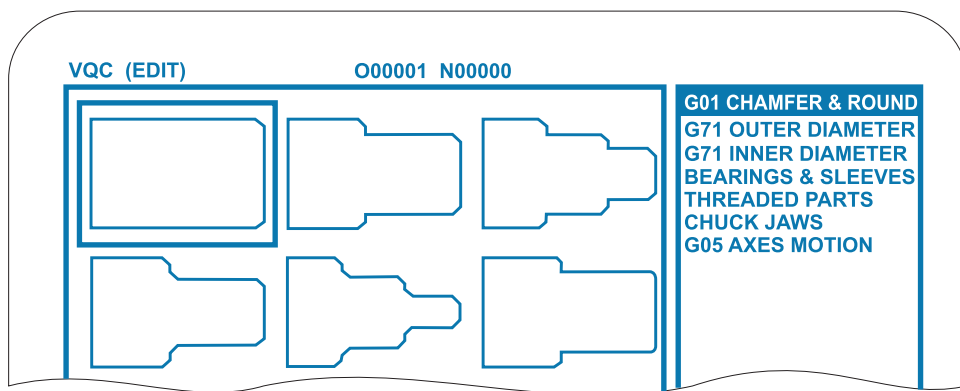 VQC (EDIT) O00001 N00000
G01 CHAMFER & ROUND
G71 OUTER DIAMETER
G71 INNER DIAMETER
BEARINGS & SLEEVES
THREADED PARTS
CHUCK JAWS
G05 AXES MOTION